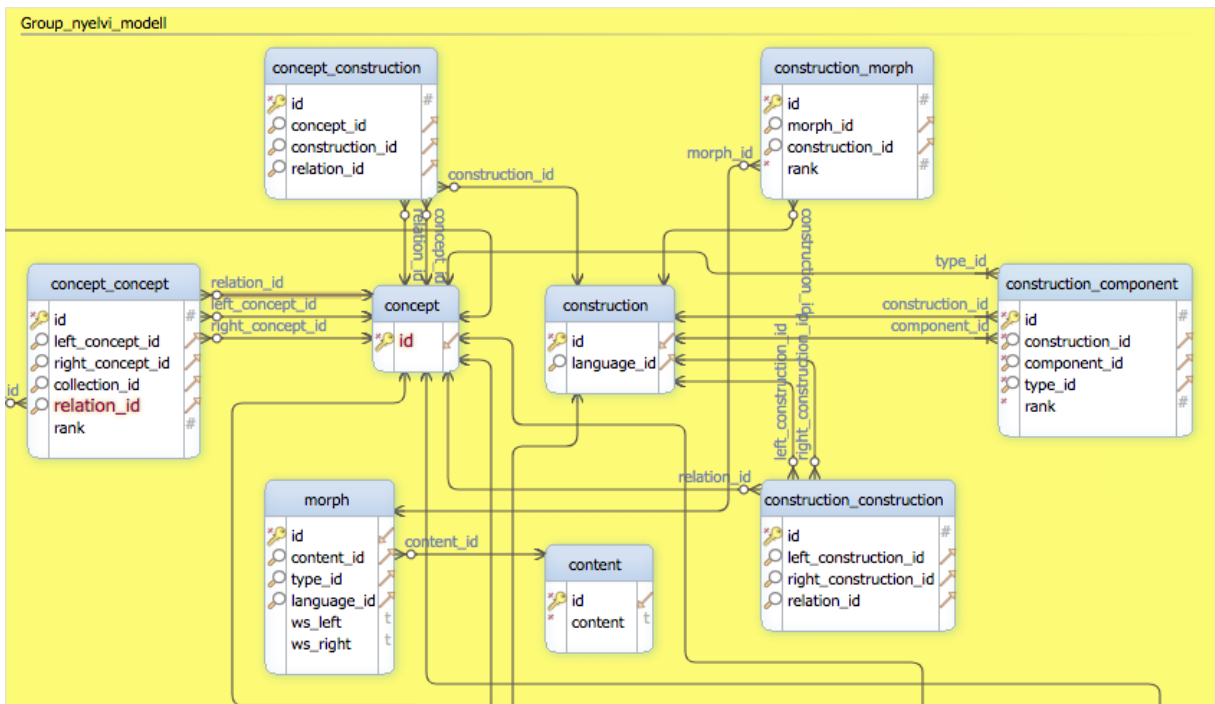 Group_nyelvi_modell
concept_construction
id
#
concept_id
construction_id
relation_id
construction_morph
id
#
morph_id
construction_id
rank
#
morph_id
construction_id
relation_id
concept_id
construction_id
type_id
construction_id
component_id
concept_concept
id
#
left_concept_id
right_concept_id
collection_id
relation_id
rank
#
id
relation_id
left_concept_id
right_concept_id
concept
id
construction
id
language_id
construction_component
id
#
construction_id
component_id
type_id
rank
#
left_construction_id
right_construction_id
relation_id
morph
id
content_id
type_id
language_id
ws_left
t
ws_right
t
content_id
content
id
content
t
construction_construction
id
#
left_construction_id
right_construction_id
relation_id